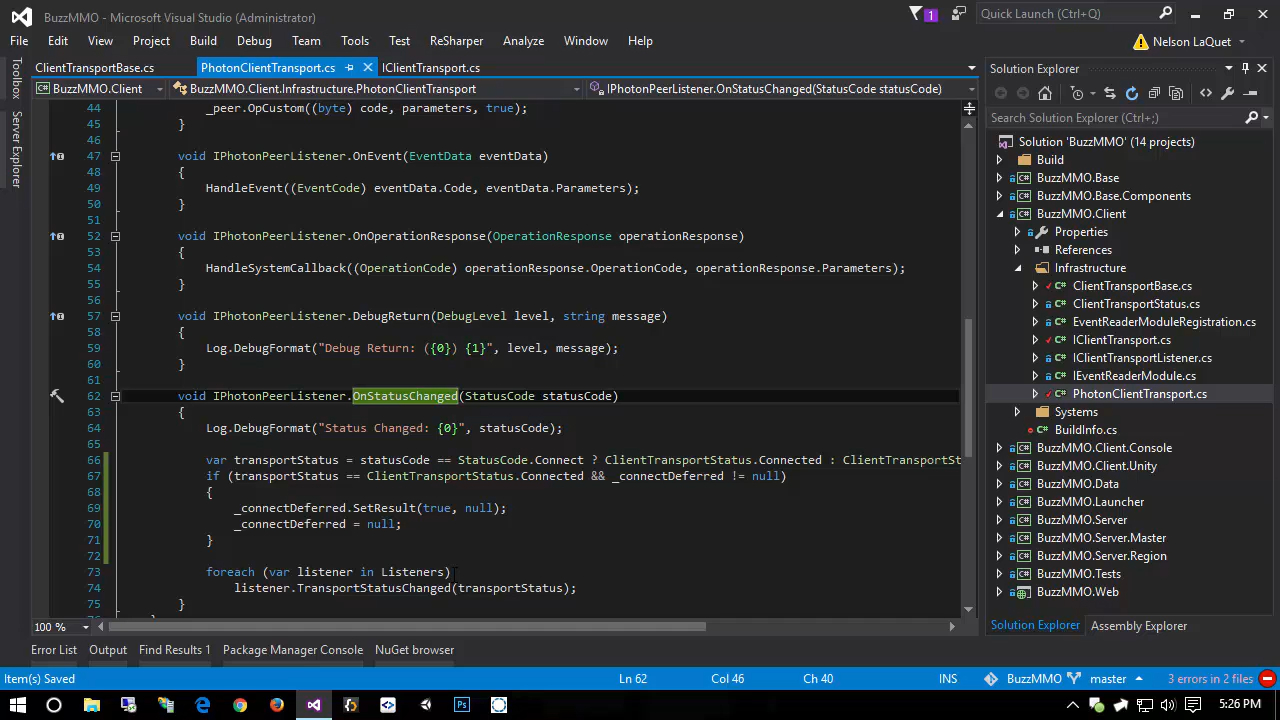 BuzzMMO - Microsoft Visual Studio (Administrator)
1
Quick Launch (Ctrl+Q)
File Edit View Project Build Debug Team Tools Test ReSharper Analyze Window Help
Nelson LaQuet
Toolbox
Server Explorer
ClientTransportBase.cs
PhotonClientTransport.cs
IClientTransport.cs
BuzzMMO.Client
BuzzMMO.Client.Infrastructure.PhotonClientTransport
IPhotonPeerListener.OnStatusChanged(StatusCode statusCode)
44 _peer.OpCustom((byte) code, parameters, true);
45 }
46
47 void IPhotonPeerListener.OnEvent(EventData eventData)
48 {
49 HandleEvent((EventCode) eventData.Code, eventData.Parameters);
50 }
51
52 void IPhotonPeerListener.OnOperationResponse(OperationResponse operationResponse)
53 {
54 HandleSystemCallback((OperationCode) operationResponse.OperationCode, operationResponse.Parameters);
55 }
56
57 void IPhotonPeerListener.DebugReturn(DebugLevel level, string message)
58 {
59 Log.DebugFormat("Debug Return: ({0}) {1}", level, message);
60 }
61
62 void IPhotonPeerListener.OnStatusChanged(StatusCode statusCode)
63 {
64 Log.DebugFormat("Status Changed: {0}", statusCode);
65
66 var transportStatus = statusCode == StatusCode.Connect ? ClientTransportStatus.Connected : ClientTransportSt
67 if (transportStatus == ClientTransportStatus.Connected && _connectDeferred != null)
68 {
69 _connectDeferred.SetResult(true, null);
70 _connectDeferred = null;
71 }
72
73 foreach (var listener in Listeners)
74 listener.TransportStatusChanged(transportStatus);
75 }
100 %
Solution Explorer
Search Solution Explorer (Ctrl+;)
Solution 'BuzzMMO' (14 projects)
Build
BuzzMMO.Base
BuzzMMO.Base.Components
BuzzMMO.Client
Properties
References
Infrastructure
ClientTransportBase.cs
ClientTransportStatus.cs
EventReaderModuleRegistration.cs
IClientTransport.cs
IClientTransportListener.cs
IEventReaderModule.cs
PhotonClientTransport.cs
Systems
BuildInfo.cs
BuzzMMO.Client.Console
BuzzMMO.Client.Unity
BuzzMMO.Data
BuzzMMO.Launcher
BuzzMMO.Server
BuzzMMO.Server.Master
BuzzMMO.Server.Region
BuzzMMO.Tests
BuzzMMO.Web
Solution Explorer Assembly Explorer
Error List Output Find Results 1 Package Manager Console NuGet browser
Item(s) Saved Ln 62 Col 46 Ch 40 INS BuzzMMO master 3 errors in 2 files
5:26 PM